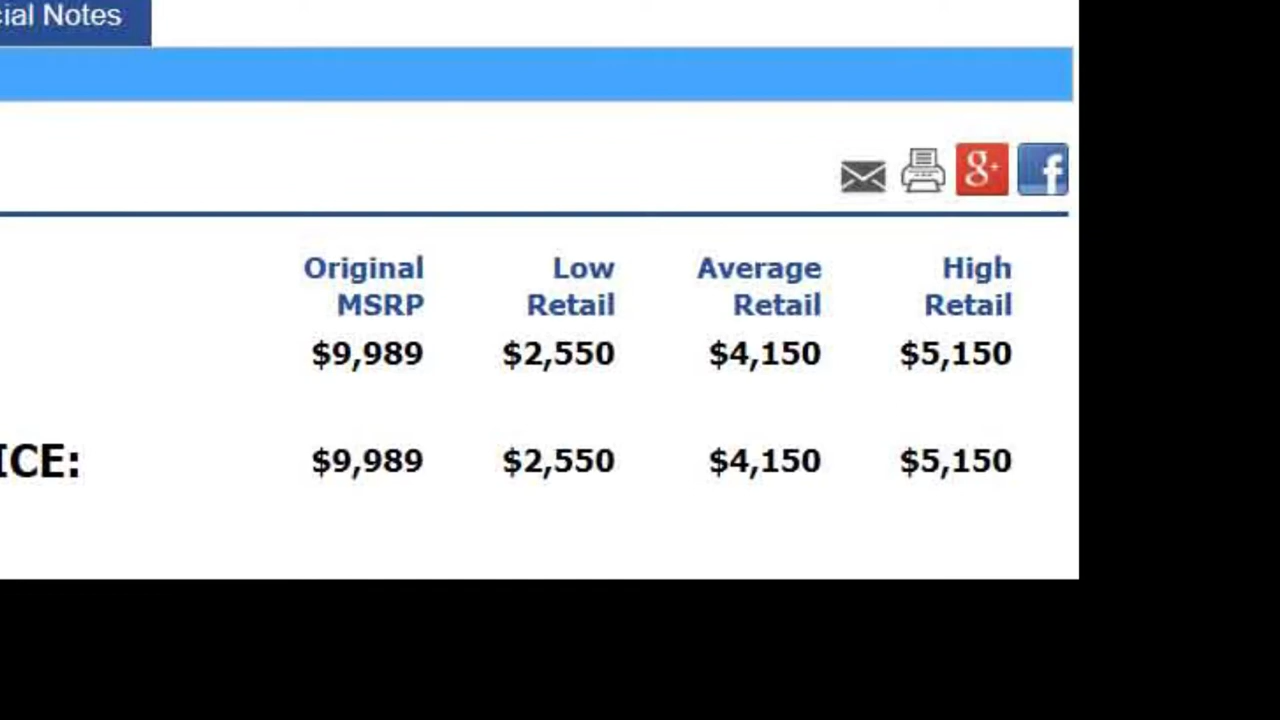 cial Notes
g+ f
Original MSRP Low Retail Average Retail High Retail
$9,989 $2,550 $4,150 $5,150
ICE: $9,989 $2,550 $4,150 $5,150